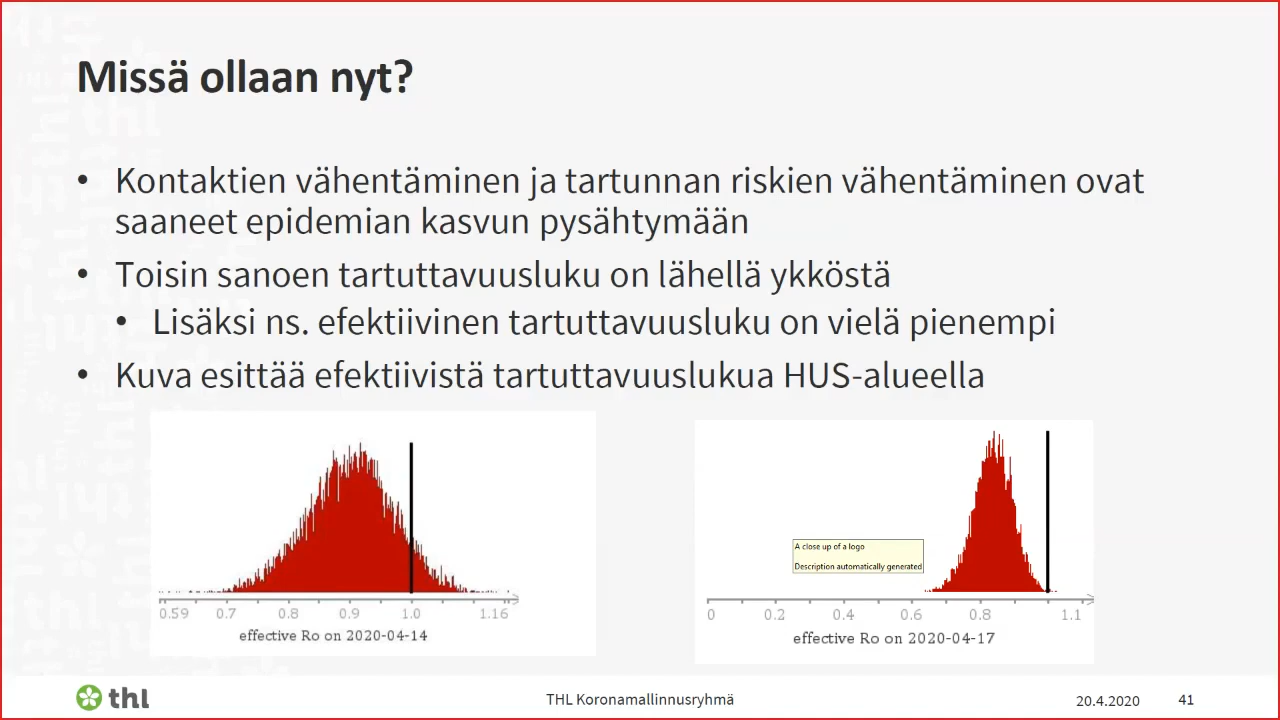 Missä ollaan nyt?
• Kontaktien vähentäminen ja tartunnan riskien vähentäminen ovat
saaneet epidemian kasvun pysähtymään
• Toisin sanoen tartuttavuusluku on lähellä ykköstä
• Lisäksi ns. efektiivinen tartuttavuusluku on vielä pienempi
• Kuva esittää efektiivistä tartuttavuuslukua HUS-alueella
0.59 0.7 0.8 0.9 1.0 1.16
effective Ro on 2020-04-14
A close up of a logo
Description automatically generated
0 0.2 0.4 0.6 0.8 1.1
effective Ro on 2020-04-17
thl
THL Koronamallinnusryhmä
20.4.2020
41